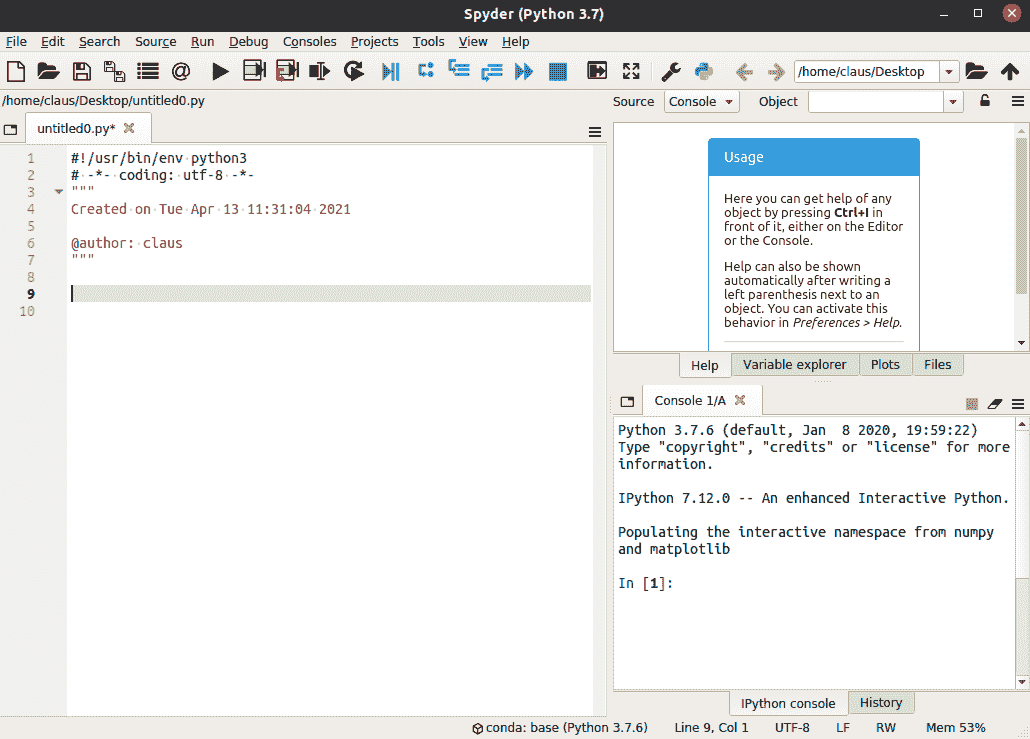 Spyder (Python 3.7)
File Edit Search Source Run Debug Consoles Projects Tools View Help
/home/claus/Desktop
/home/claus/Desktop/untitled0.py
Source Console Object
untitled0.py*
1 #!/usr/bin/env python3
2 # -*- coding: utf-8 -*-
3 """
4 Created on Tue Apr 13 11:31:04 2021
5
6 @author: claus
7 """
8
9
10
Usage
Here you can get help of any
object by pressing Ctrl+I in
front of it, either on the Editor
or the Console.
Help can also be shown
automatically after writing a
left parenthesis next to an
object. You can activate this
behavior in Preferences > Help.
Help Variable explorer Plots Files
Console 1/A
Python 3.7.6 (default, Jan  8 2020, 19:59:22)
Type "copyright", "credits" or "license" for more
information.
IPython 7.12.0 -- An enhanced Interactive Python.
Populating the interactive namespace from numpy
and matplotlib
In [1]:
IPython console History
conda: base (Python 3.7.6) Line 9, Col 1 UTF-8 LF RW Mem 53%